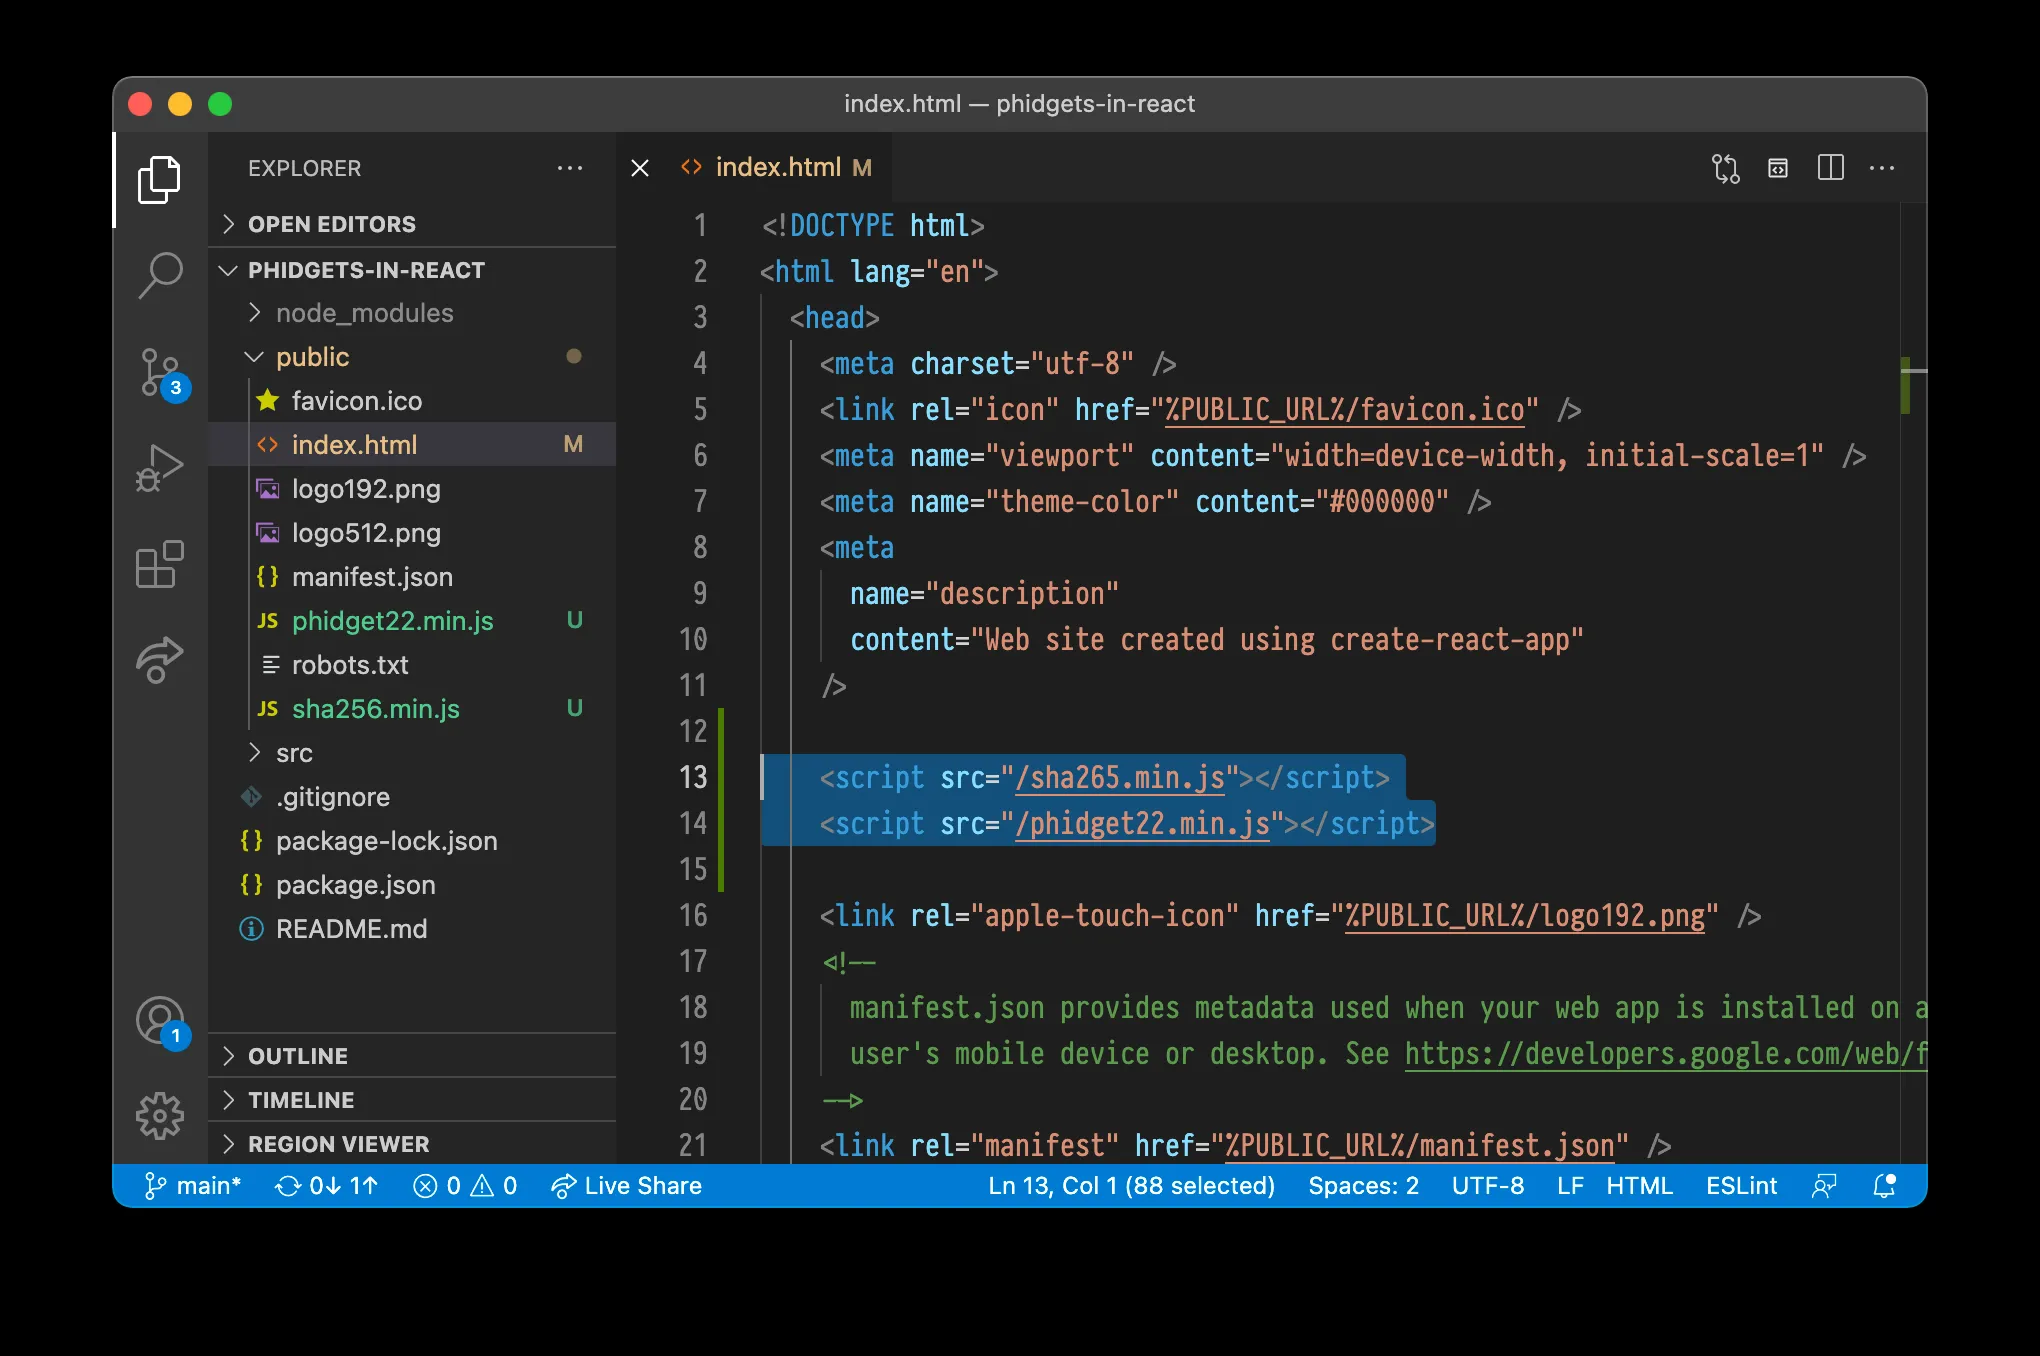 index.html — phidgets-in-react
EXPLORER
OPEN EDITORS
PHIDGETS-IN-REACT
node_modules
public
favicon.ico
index.html M
logo192.png
logo512.png
{} manifest.json
JS phidget22.min.js U
robots.txt
JS sha256.min.js U
src
.gitignore
{} package-lock.json
{} package.json
README.md
OUTLINE
TIMELINE
REGION VIEWER
3
1
index.html M
1 <!DOCTYPE html>
2 <html lang="en">
3 <head>
4 <meta charset="utf-8" />
5 <link rel="icon" href="%PUBLIC_URL%/favicon.ico" />
6 <meta name="viewport" content="width=device-width, initial-scale=1" />
7 <meta name="theme-color" content="#000000" />
8 <meta
9 name="description"
10 content="Web site created using create-react-app"
11 />
12
13 <script src="/sha265.min.js"></script>
14 <script src="/phidget22.min.js"></script>
15
16 <link rel="apple-touch-icon" href="%PUBLIC_URL%/logo192.png" />
17 <!--
18 manifest.json provides metadata used when your web app is installed on a
19 user's mobile device or desktop. See https://developers.google.com/web/f
20 -->
21 <link rel="manifest" href="%PUBLIC_URL%/manifest.json" />
main* 0↓ 1↑ 0 0 Live Share Ln 13, Col 1 (88 selected) Spaces: 2 UTF-8 LF HTML ESLint